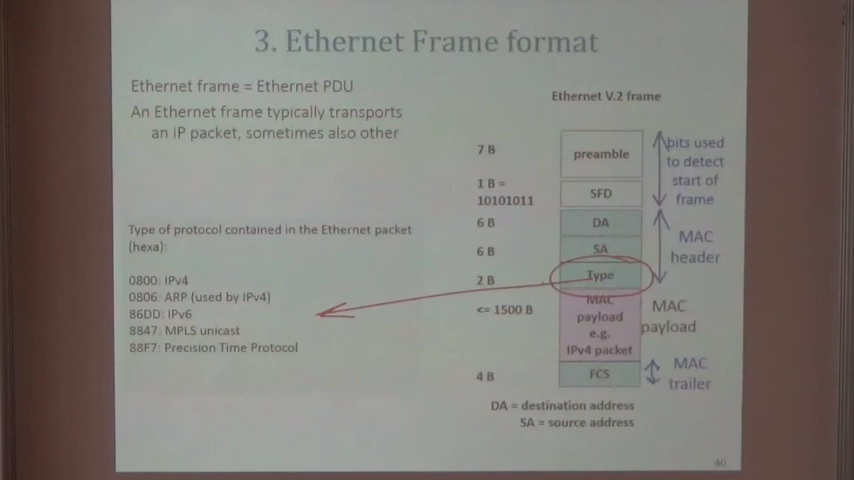 3. Ethernet Frame format
Ethernet frame = Ethernet PDU
An Ethernet frame typically transports
an IP packet, sometimes also other
Type of protocol contained in the Ethernet packet
(hexa):
0800: IPv4
0806: ARP (used by IPv4)
86DD: IPv6
8847: MPLS unicast
88F7: Precision Time Protocol
Ethernet V.2 frame
7 B
preamble
bits used
to detect
start of
frame
1 B =
10101011
SFD
6 B
DA
6 B
SA
MAC
header
2 B
Type
<= 1500 B
MAC
payload
e.g.
IPv4 packet
MAC
payload
4 B
FCS
MAC
trailer
DA = destination address
SA = source address
40